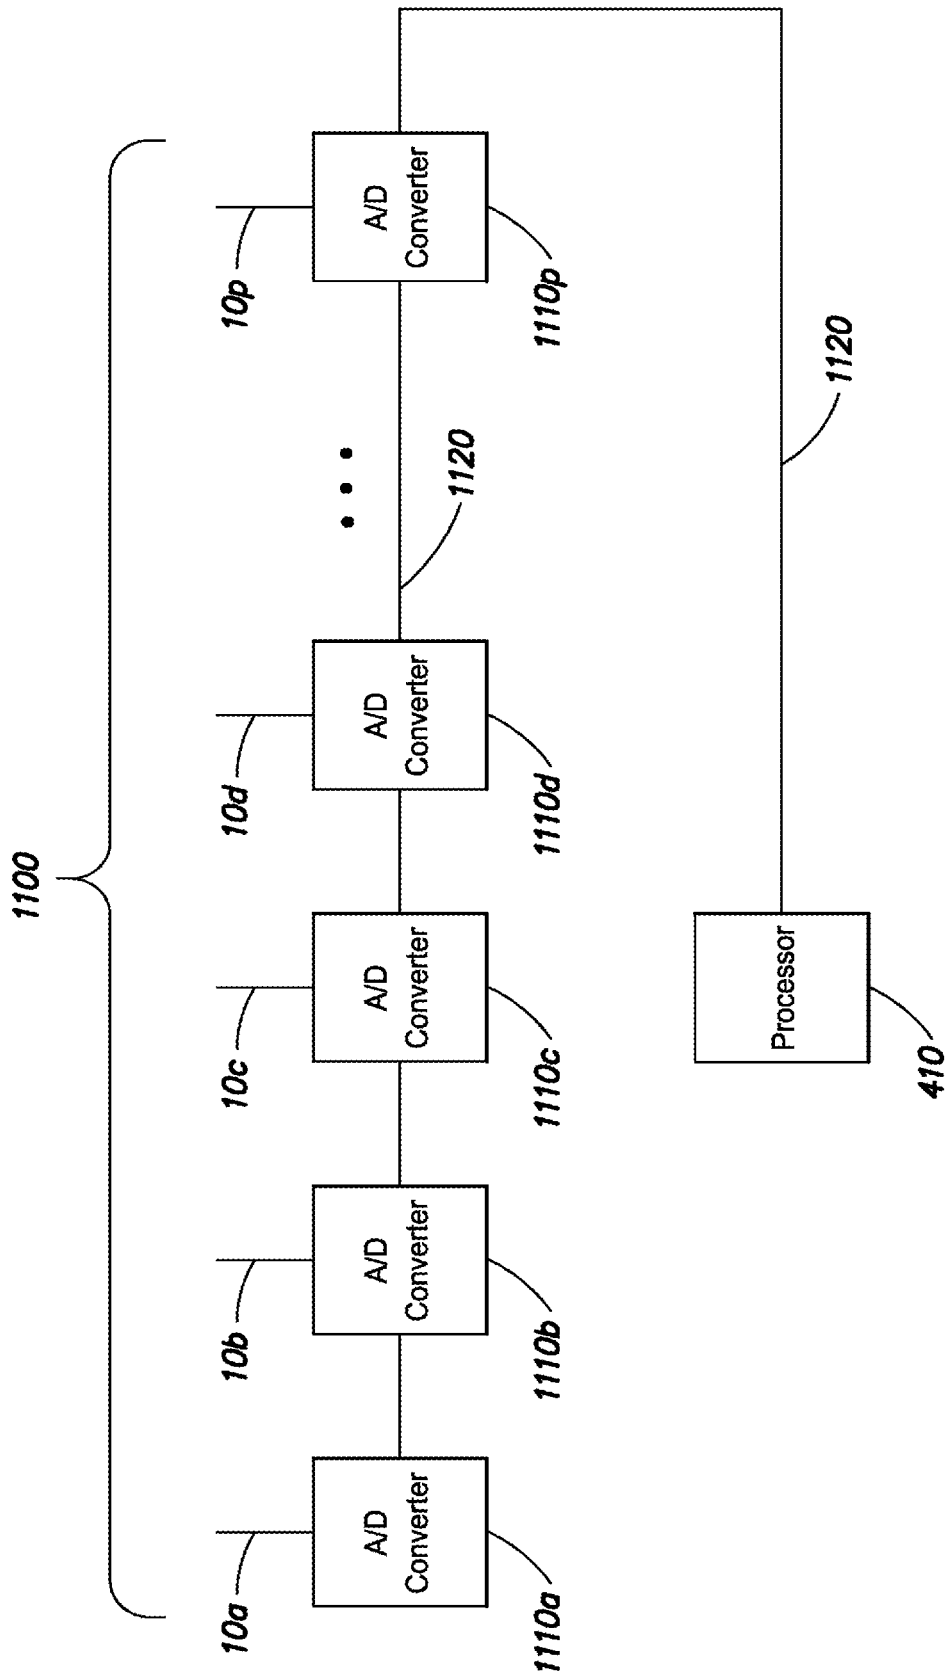 1100
10a
10b
10c
10d
10p
A/D
Converter
A/D
Converter
A/D
Converter
A/D
Converter
A/D
Converter
1110a
1110b
1110c
1110d
1120
1110p
Processor
410
1120